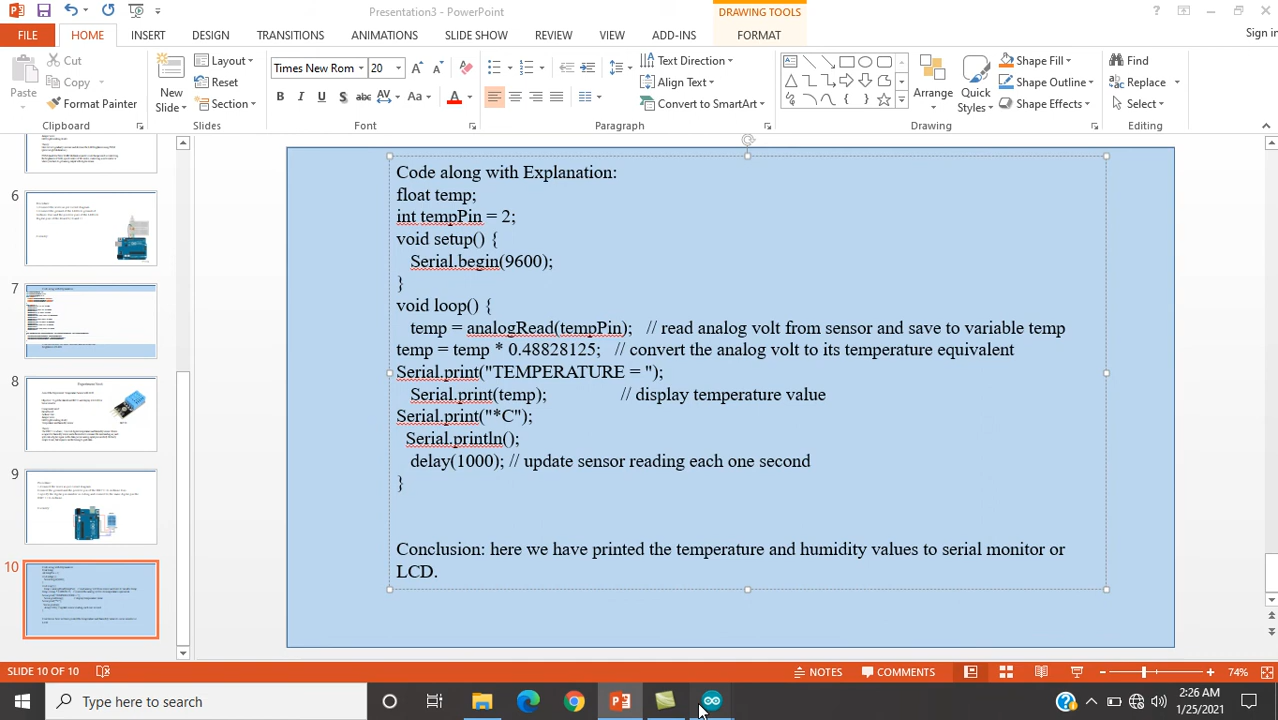 Presentation3 - PowerPoint
DRAWING TOOLS
Sign in
FILE HOME INSERT DESIGN TRANSITIONS ANIMATIONS SLIDE SHOW REVIEW VIEW ADD-INS FORMAT
Paste
Cut
Copy
Format Painter
Clipboard
New Slide
Layout
Reset
Section
Slides
Times New Rom 20
Font
Text Direction
Align Text
Convert to SmartArt
Paragraph
Arrange
Quick Styles
Shape Fill
Shape Outline
Shape Effects
Drawing
Find
Replace
Select
Editing
6
7
8
9
10
Code along with Explanation:
float temp;
int tempPin = 2;
void setup() {
Serial.begin(9600);
}
void loop() {
temp = analogRead(tempPin); // read analog volt from sensor and save to variable temp
temp = temp * 0.48828125; // convert the analog volt to its temperature equivalent
Serial.print("TEMPERATURE = ");
Serial.print(temp); // display temperature value
Serial.print("*C");
Serial.println();
delay(1000); // update sensor reading each one second
}
Conclusion: here we have printed the temperature and humidity values to serial monitor or
LCD.
SLIDE 10 OF 10 NOTES COMMENTS 74%
Type here to search
2:26 AM
1/25/2021